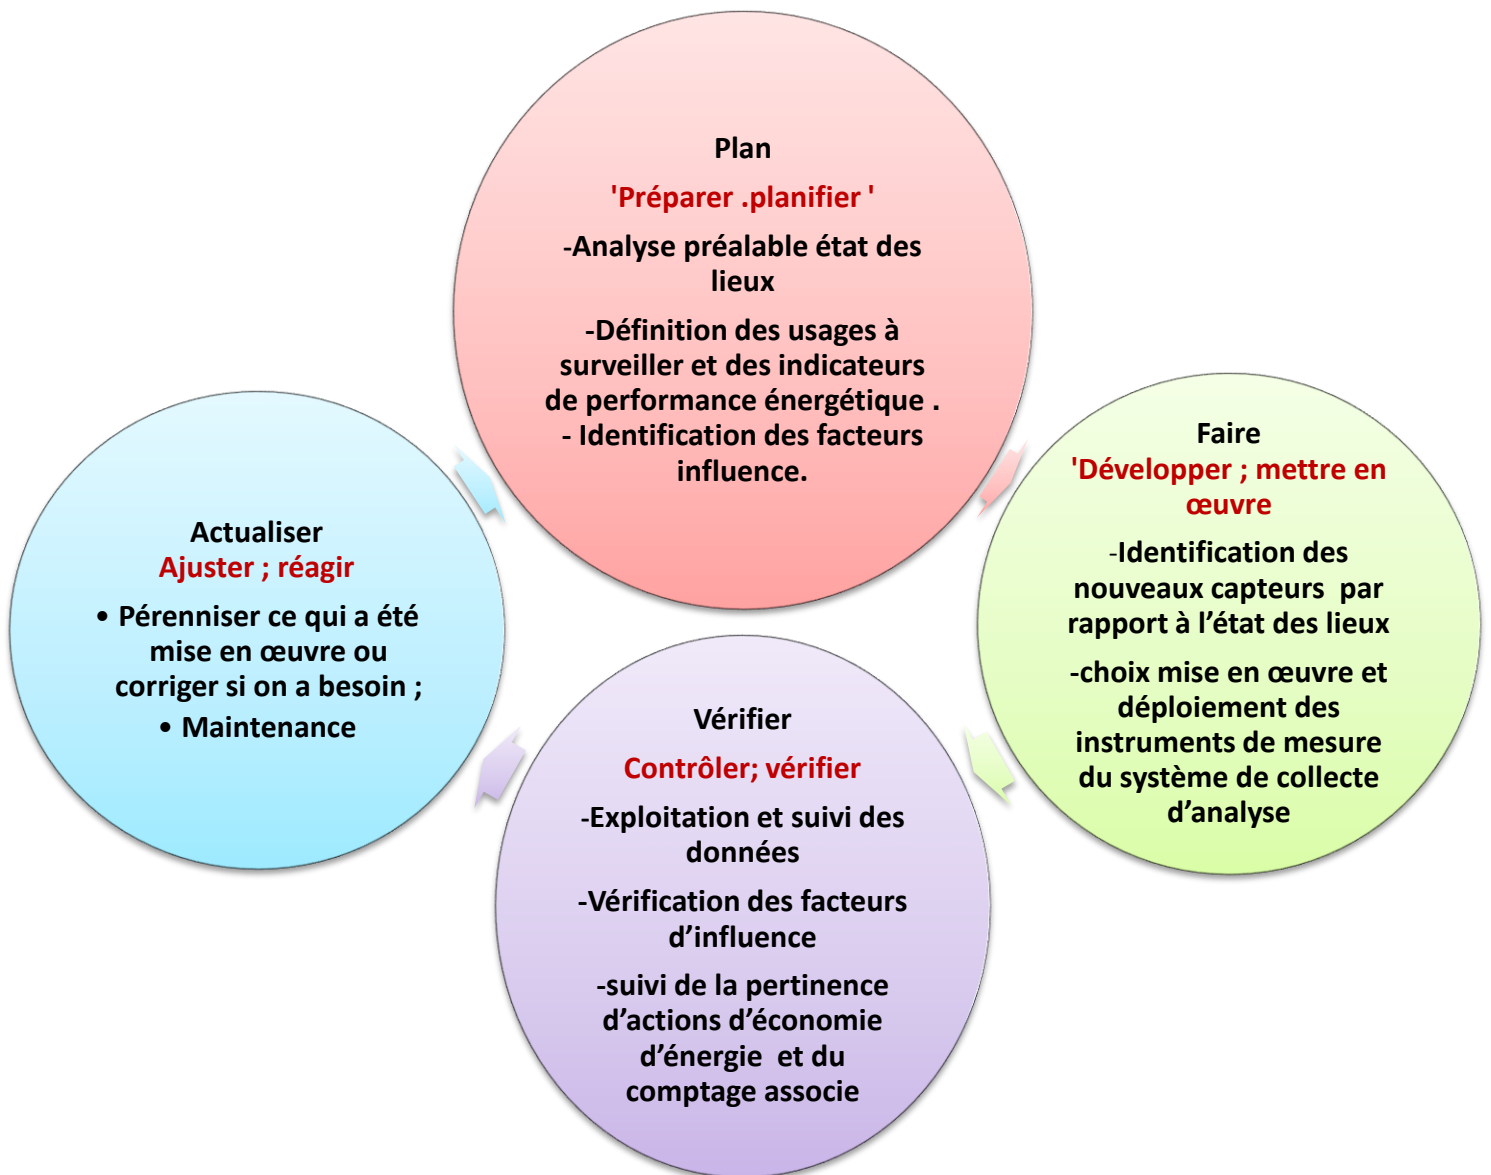 Plan
'Préparer .planifier '
-Analyse préalable état des
lieux
-Définition des usages à
surveiller et des indicateurs
de performance énergétique .
- Identification des facteurs
influence.
Faire
'Développer ; mettre en
œuvre
-Identification des
nouveaux capteurs  par
rapport à l’état des lieux
-choix mise en œuvre et
déploiement des
instruments de mesure
du système de collecte
d’analyse
Vérifier
Contrôler; vérifier
-Exploitation et suivi des
données
-Vérification des facteurs
d’influence
-suivi de la pertinence
d’actions d’économie
d’énergie  et du
comptage associe
Actualiser
Ajuster ; réagir
• Pérenniser ce qui a été
mise en œuvre ou
corriger si on a besoin ;
• Maintenance